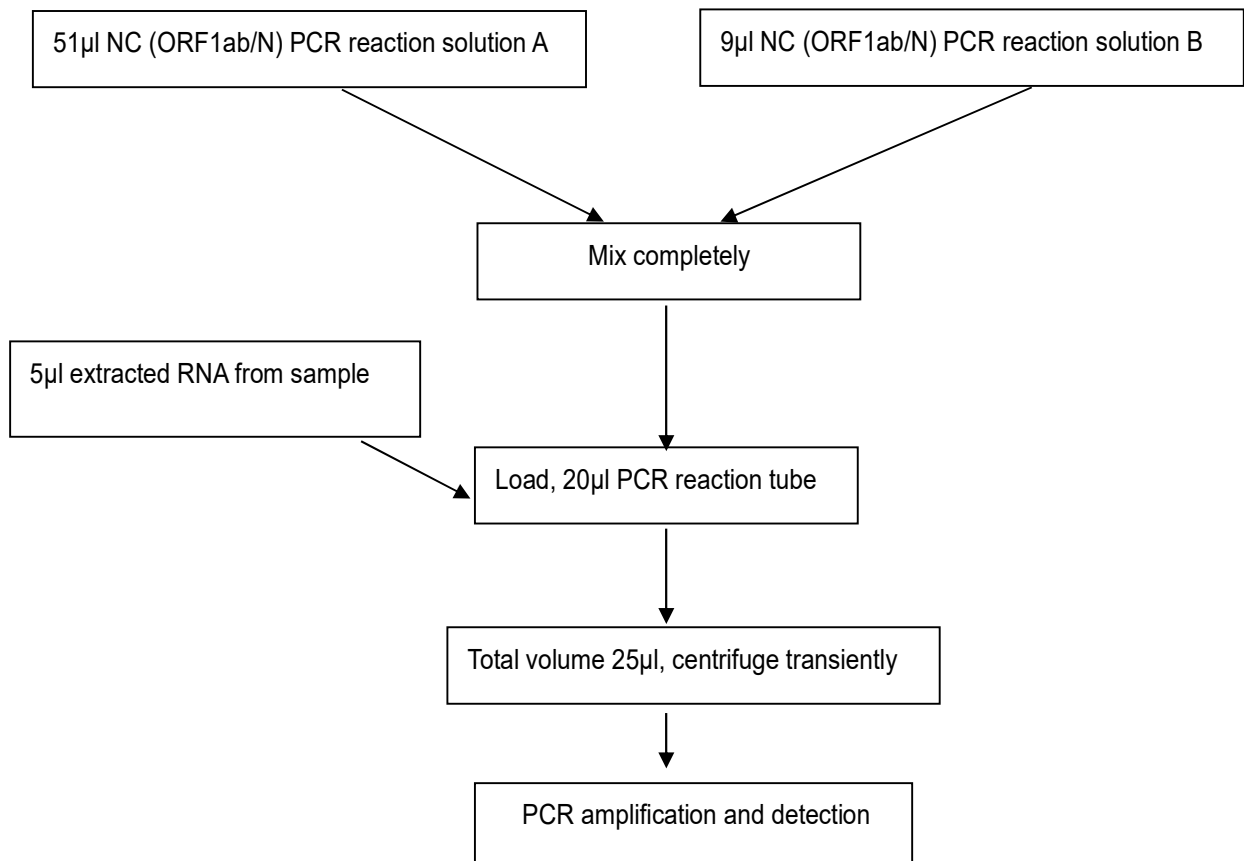 51µl NC (ORF1ab/N) PCR reaction solution A
9µl NC (ORF1ab/N) PCR reaction solution B
Mix completely
5µl extracted RNA from sample
Load, 20µl PCR reaction tube
Total volume 25µl, centrifuge transiently
PCR amplification and detection